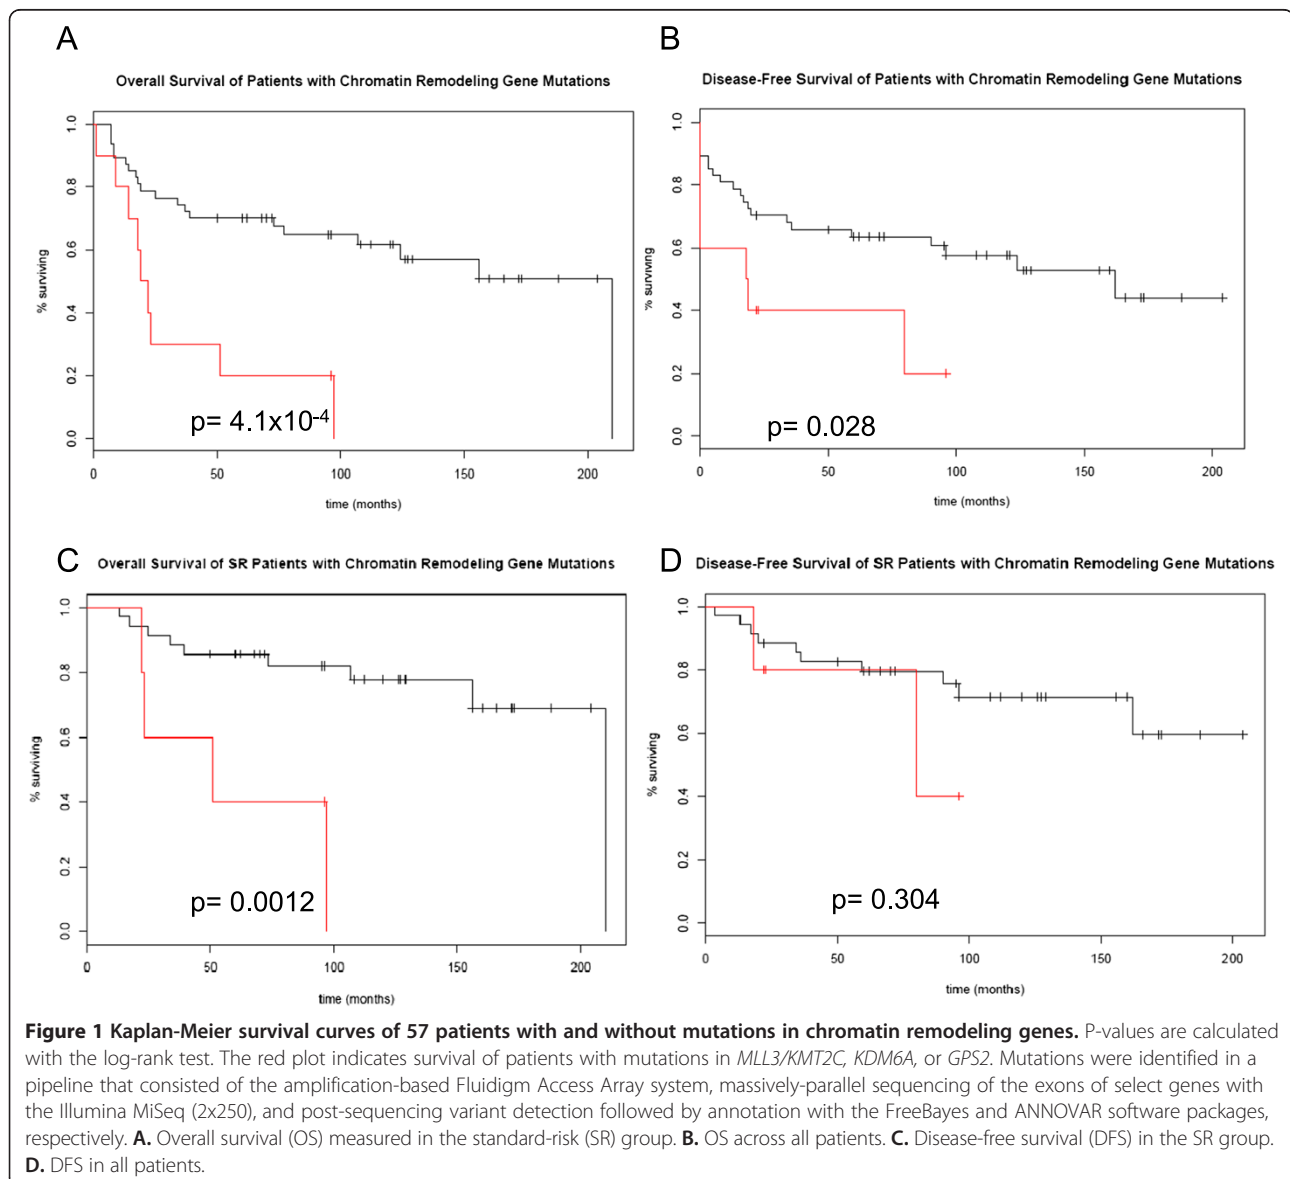 A
Overall Survival of Patients with Chromatin Remodeling Gene Mutations
% surviving
1.0
0.8
0.6
0.4
0.2
0.0
p= 4.1x10-4
0 50 100 150 200
time (months)
B
Disease-Free Survival of Patients with Chromatin Remodeling Gene Mutations
% surviving
1.0
0.8
0.6
0.4
0.2
0.0
p= 0.028
0 50 100 150 200
time (months)
C
Overall Survival of SR Patients with Chromatin Remodeling Gene Mutations
% surviving
1.0
0.8
0.6
0.4
0.2
0.0
p= 0.0012
0 50 100 150 200
time (months)
D
Disease-Free Survival of SR Patients with Chromatin Remodeling Gene Mutations
% surviving
1.0
0.8
0.6
0.4
0.2
0.0
p= 0.304
0 50 100 150 200
time (months)
Figure 1 Kaplan-Meier survival curves of 57 patients with and without mutations in chromatin remodeling genes. P-values are calculated
with the log-rank test. The red plot indicates survival of patients with mutations in MLL3/KMT2C, KDM6A, or GPS2. Mutations were identified in a
pipeline that consisted of the amplification-based Fluidigm Access Array system, massively-parallel sequencing of the exons of select genes with
the Illumina MiSeq (2x250), and post-sequencing variant detection followed by annotation with the FreeBayes and ANNOVAR software packages,
respectively. A. Overall survival (OS) measured in the standard-risk (SR) group. B. OS across all patients. C. Disease-free survival (DFS) in the SR group.
D. DFS in all patients.